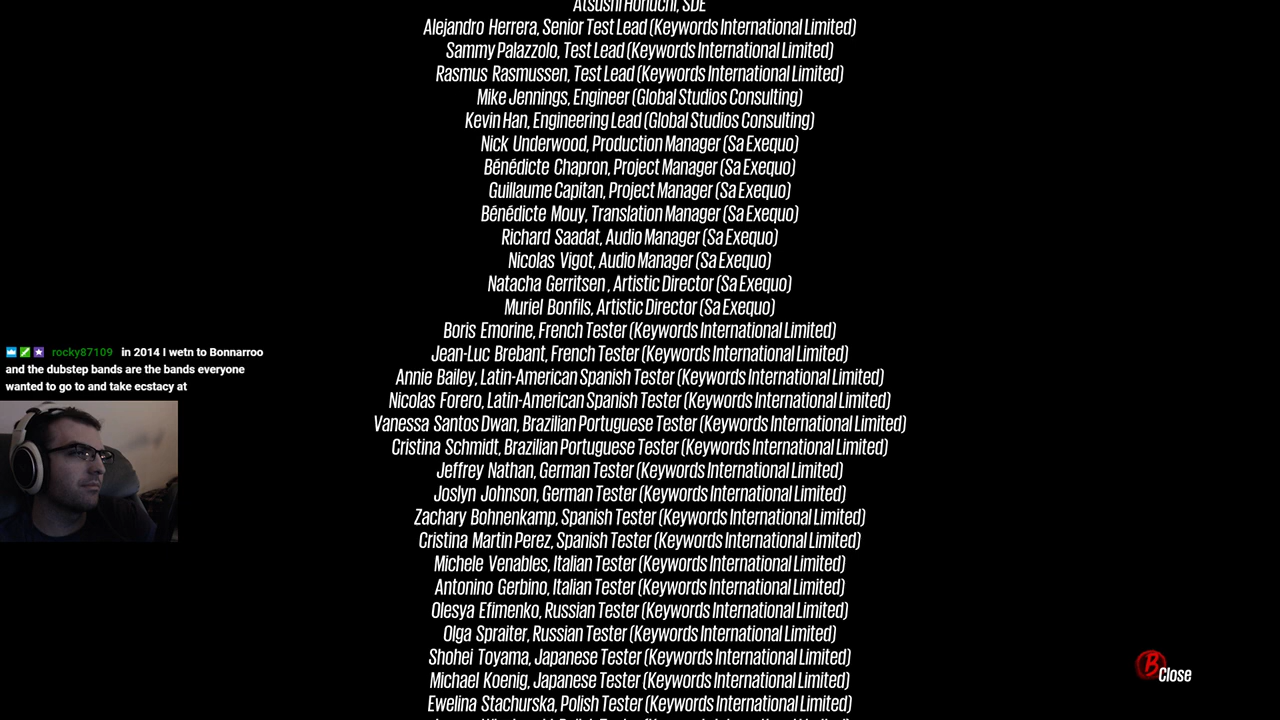 Atsushi Horiuchi, SDE
Alejandro Herrera, Senior Test Lead (Keywords International Limited)
Sammy Palazzolo, Test Lead (Keywords International Limited)
Rasmus Rasmussen, Test Lead (Keywords International Limited)
Mike Jennings, Engineer (Global Studios Consulting)
Kevin Han, Engineering Lead (Global Studios Consulting)
Nick Underwood, Production Manager (Sa Exequo)
Bénédicte Chapron, Project Manager (Sa Exequo)
Guillaume Capitan, Project Manager (Sa Exequo)
Bénédicte Mouy, Translation Manager (Sa Exequo)
Richard Saadat, Audio Manager (Sa Exequo)
Nicolas Vigot, Audio Manager (Sa Exequo)
Natacha Gerritsen , Artistic Director (Sa Exequo)
Muriel Bonfils, Artistic Director (Sa Exequo)
Boris Emorine, French Tester (Keywords International Limited)
Jean-Luc Brebant, French Tester (Keywords International Limited)
Annie Bailey, Latin-American Spanish Tester (Keywords International Limited)
Nicolas Forero, Latin-American Spanish Tester (Keywords International Limited)
Vanessa Santos Dwan, Brazilian Portuguese Tester (Keywords International Limited)
Cristina Schmidt, Brazilian Portuguese Tester (Keywords International Limited)
Jeffrey Nathan, German Tester (Keywords International Limited)
Joslyn Johnson, German Tester (Keywords International Limited)
Zachary Bohnenkamp, Spanish Tester (Keywords International Limited)
Cristina Martin Perez, Spanish Tester (Keywords International Limited)
Michele Venables, Italian Tester (Keywords International Limited)
Antonino Gerbino, Italian Tester (Keywords International Limited)
Olesya Efimenko, Russian Tester (Keywords International Limited)
Olga Spraiter, Russian Tester (Keywords International Limited)
Shohei Toyama, Japanese Tester (Keywords International Limited)
Michael Koenig, Japanese Tester (Keywords International Limited)
Ewelina Stachurska, Polish Tester (Keywords International Limited)
rocky87109 in 2014 I wetn to Bonnarroo
and the dubstep bands are the bands everyone
wanted to go to and take ecstacy at
B Close